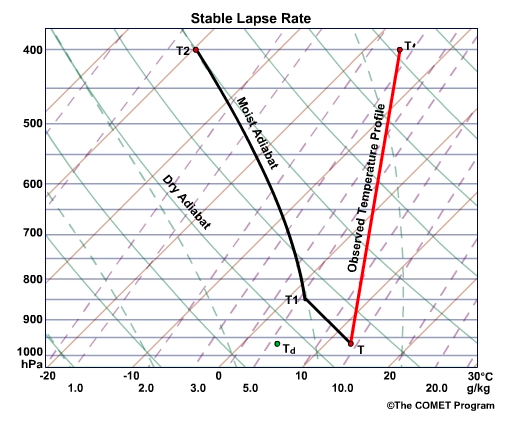 Stable Lapse Rate
400
T2
T'
Moist Adiabat
500
Observed Temperature Profile
600
Dry Adiabat
700
800
T1
900
Td
T
1000
hPa
-20 -10 0 10 20 30°C
1.0 2.0 3.0 5.0 10.0 20.0 g/kg
©The COMET Program